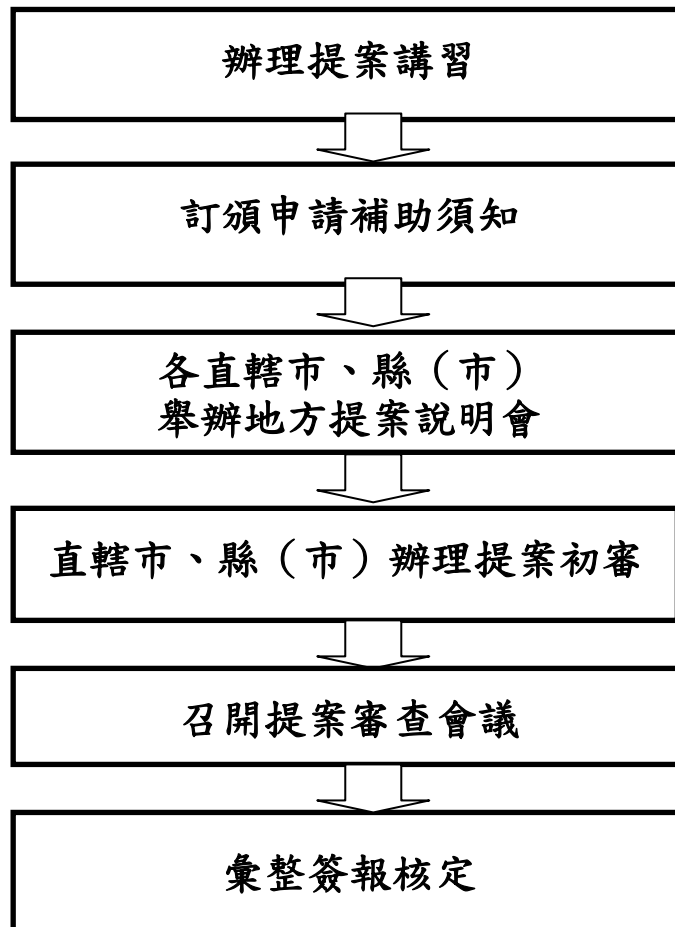 辦理提案講習
訂頒申請補助須知
各直轄市、縣（市）
舉辦地方提案說明會
直轄市、縣（市）辦理提案初審
召開提案審查會議
彙整簽報核定